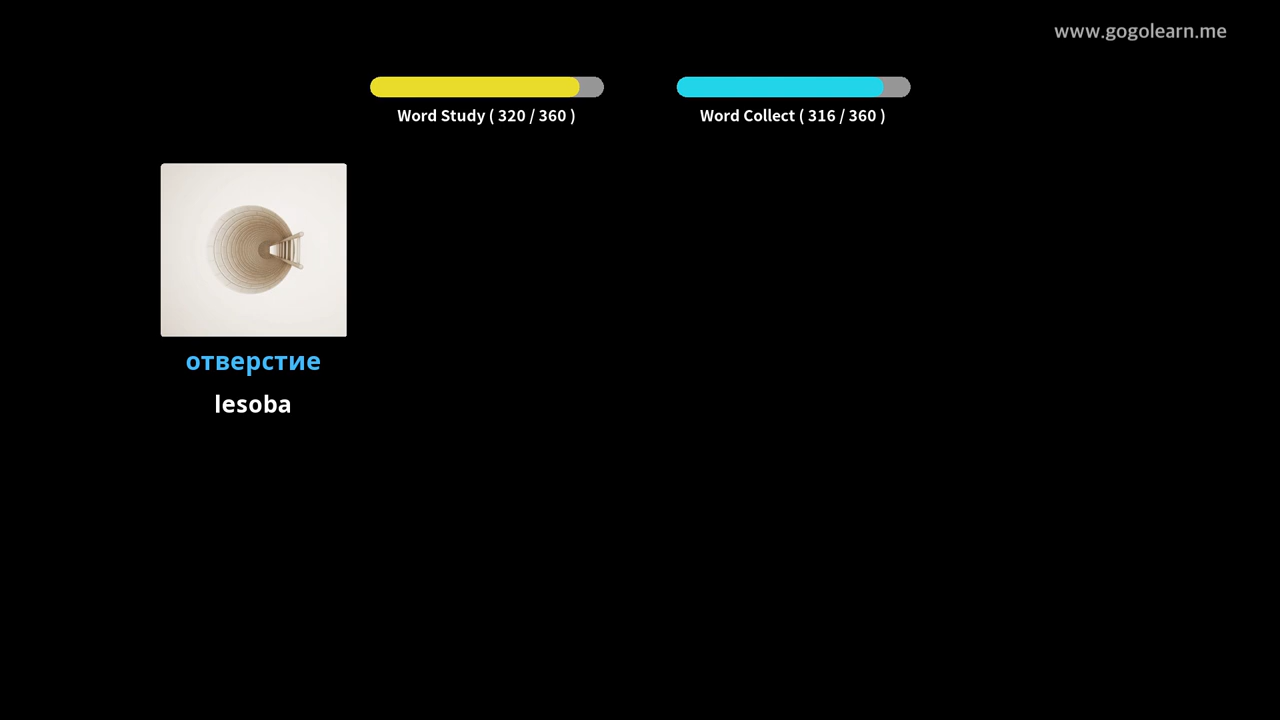 www.gogolearn.me
Word Study ( 320 / 360 )
Word Collect ( 316 / 360 )
отверстие
lesoba